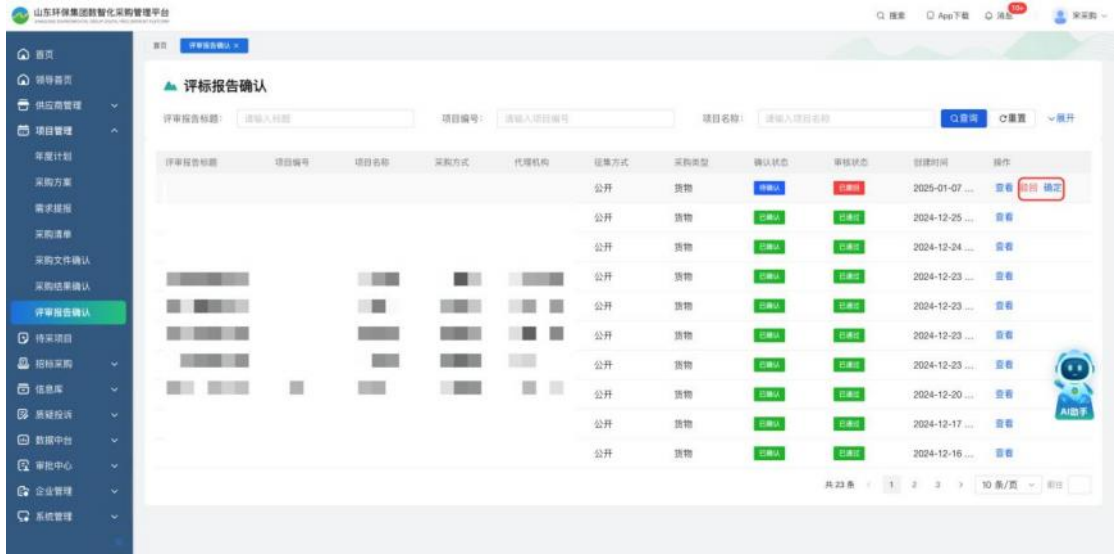 山东环保集团数智化采购管理平台
搜索 App下载 消息 10+ 宋采购
首页 评审报告确认 ×
首页
领导首页
供应商管理
项目管理
年度计划
采购方案
需求提报
采购清单
采购文件确认
采购结果确认
评审报告确认
待采项目
招标采购
信息库
质疑投诉
数据中台
审批中心
企业管理
系统管理
评标报告确认
评审报告标题： 请输入标题 项目编号： 请输入项目编号 项目名称： 请输入项目名称 查询 重置 展开
评审报告标题 项目编号 项目名称 采购方式 代理机构 征集方式 采购类型 确认状态 审核状态 创建时间 操作
公开 货物 待确认 已撤回 2025-01-07 ... 查看 驳回 确定
公开 货物 已确认 已通过 2024-12-25 ... 查看
公开 货物 已确认 已通过 2024-12-24 ... 查看
公开 货物 已确认 已通过 2024-12-23 ... 查看
公开 货物 已确认 已通过 2024-12-23 ... 查看
公开 货物 已确认 已通过 2024-12-23 ... 查看
公开 货物 已确认 已通过 2024-12-23 ... 查看
公开 货物 已确认 已通过 2024-12-20 ... 查看
公开 货物 已确认 已通过 2024-12-17 ... 查看
公开 货物 已确认 已通过 2024-12-16 ... 查看
AI助手
共 23 条 1 2 3 10 条/页 前往